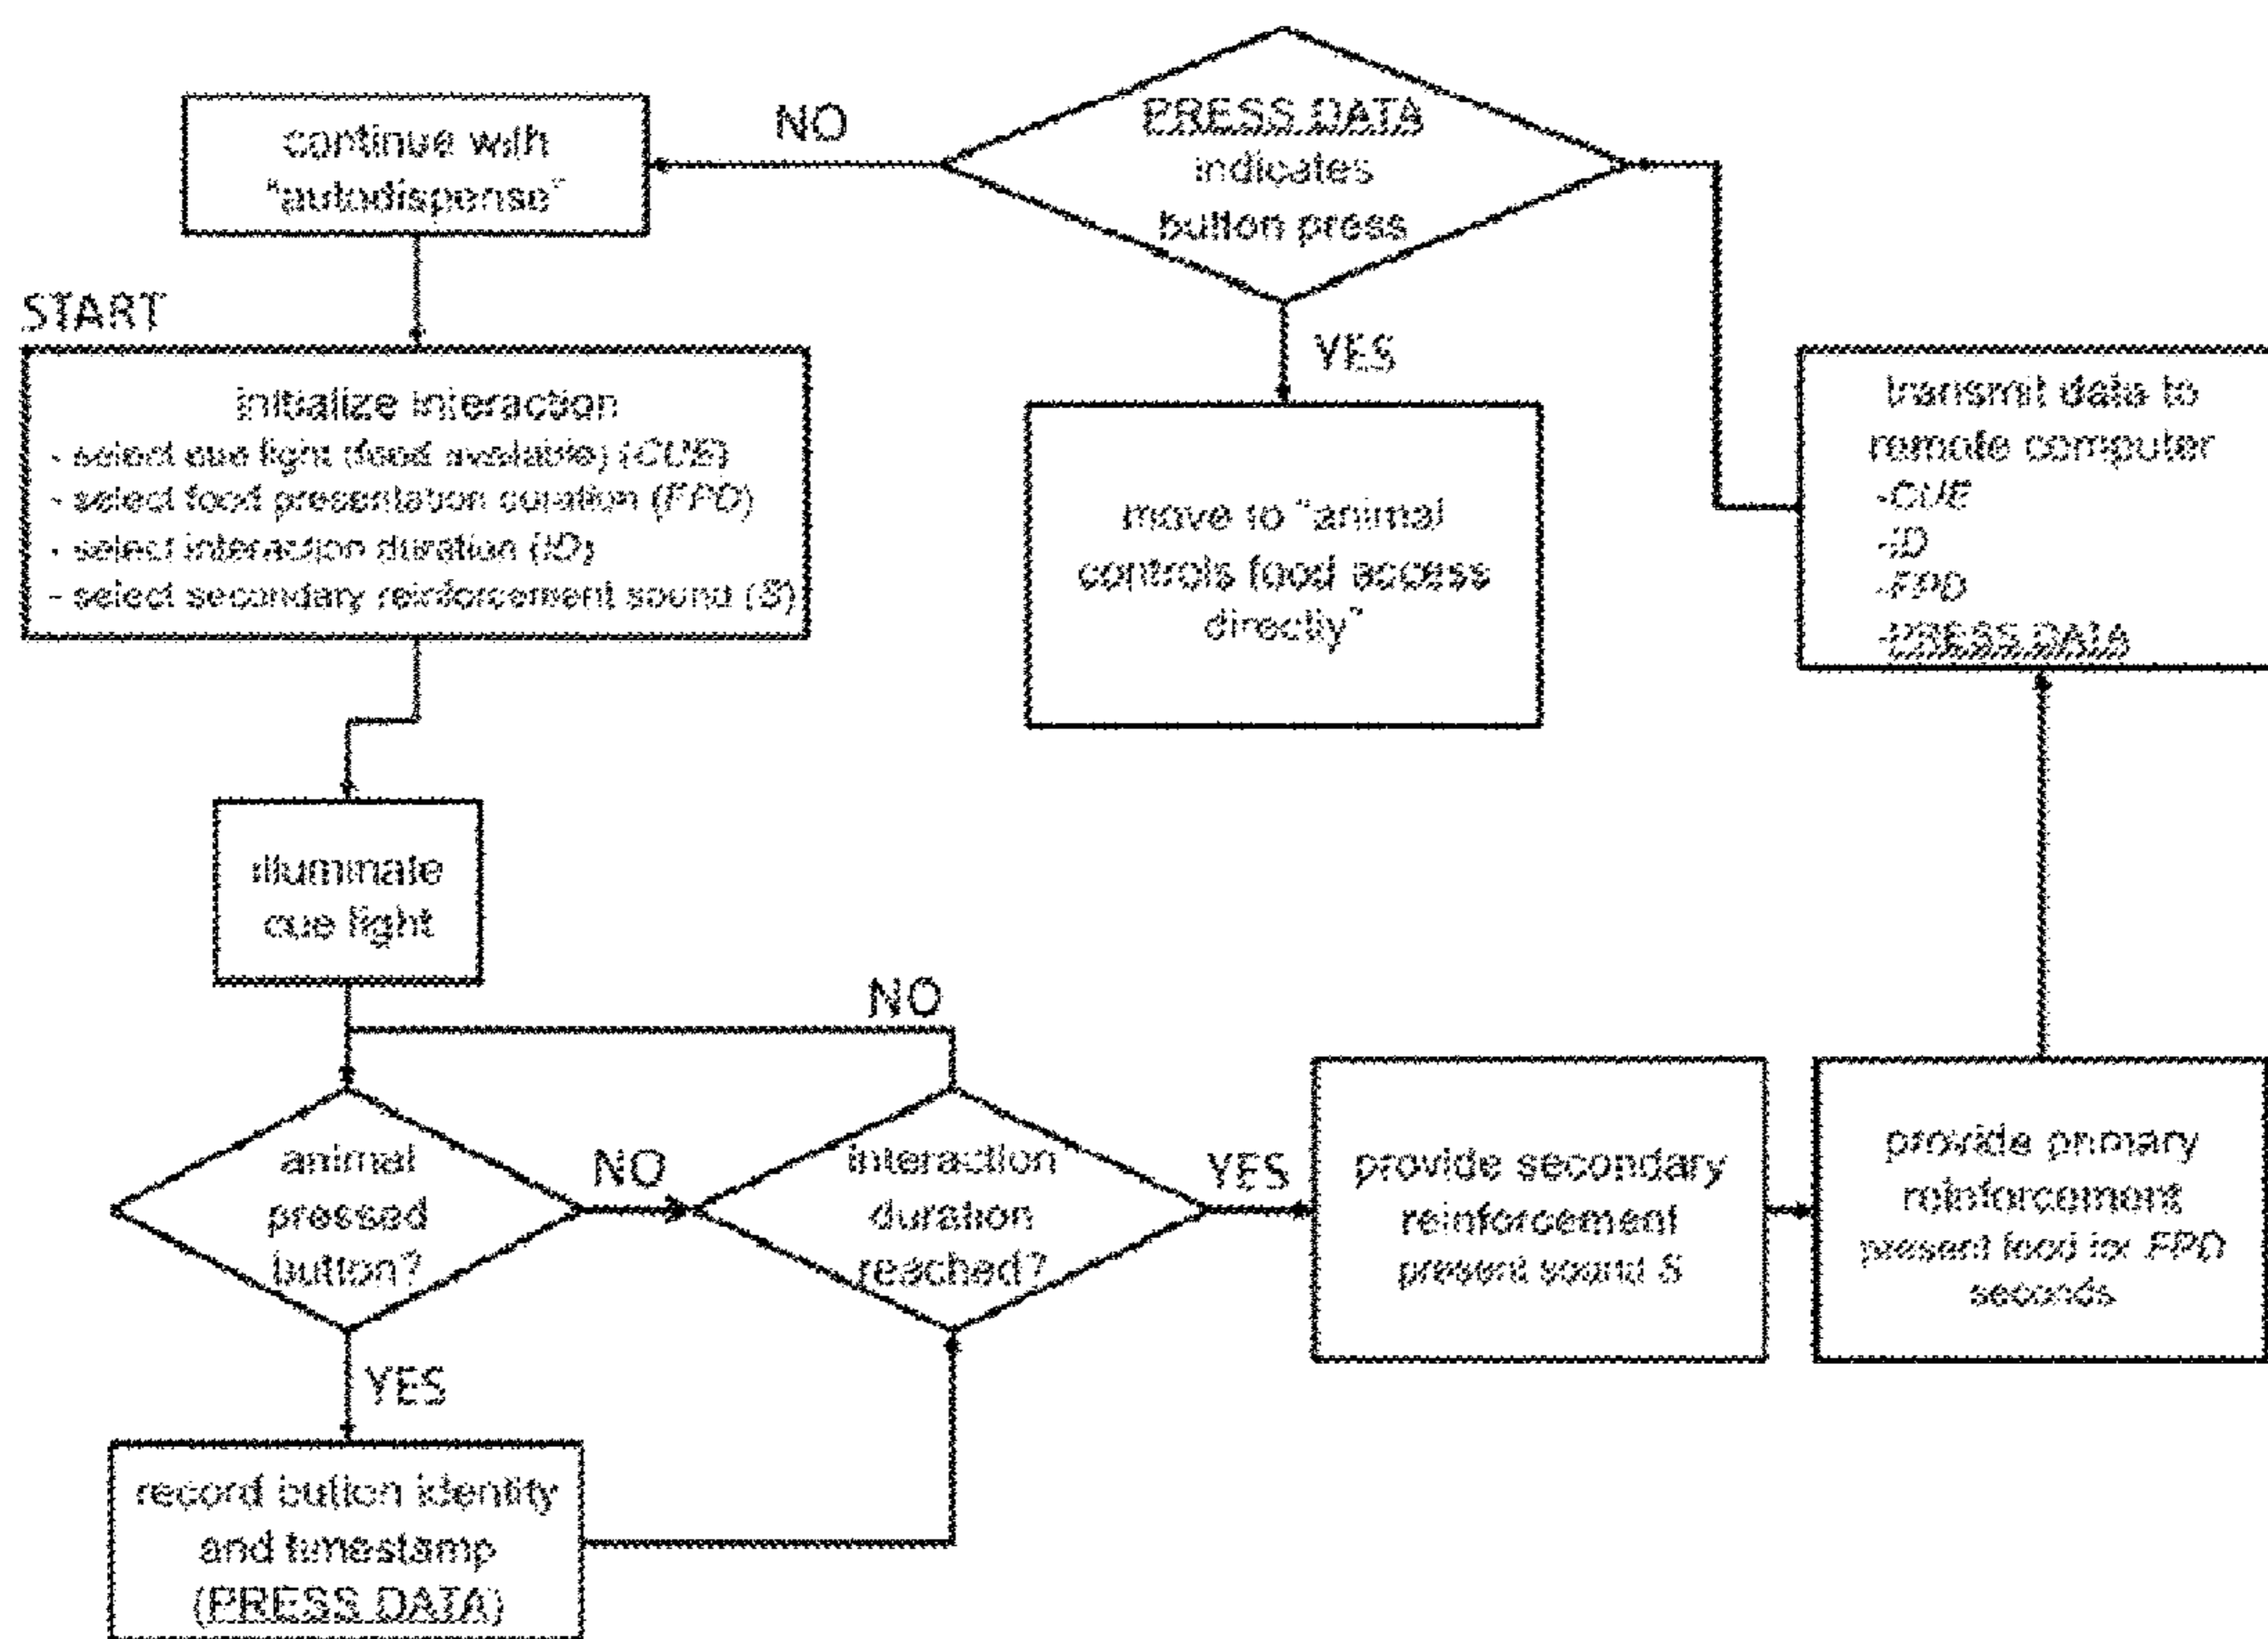 continue with
"autodispense"
NO
PRESS DATA
indicates
button press
START
YES
initialize interaction
- select cue light (food available) (CUE)
- select food presentation duration (FPD)
- select interaction duration (ID)
- select secondary reinforcement sound (S)
move to "animal
controls food access
directly"
transmit data to
remote computer
-CUE
-ID
-FPD
-PRESS DATA
illuminate
cue light
NO
animal
pressed
button?
NO
interaction
duration
reached?
YES
provide secondary
reinforcement
present sound S
provide primary
reinforcement
present food for FPD
seconds
YES
record button identity
and timestamp
(PRESS DATA)